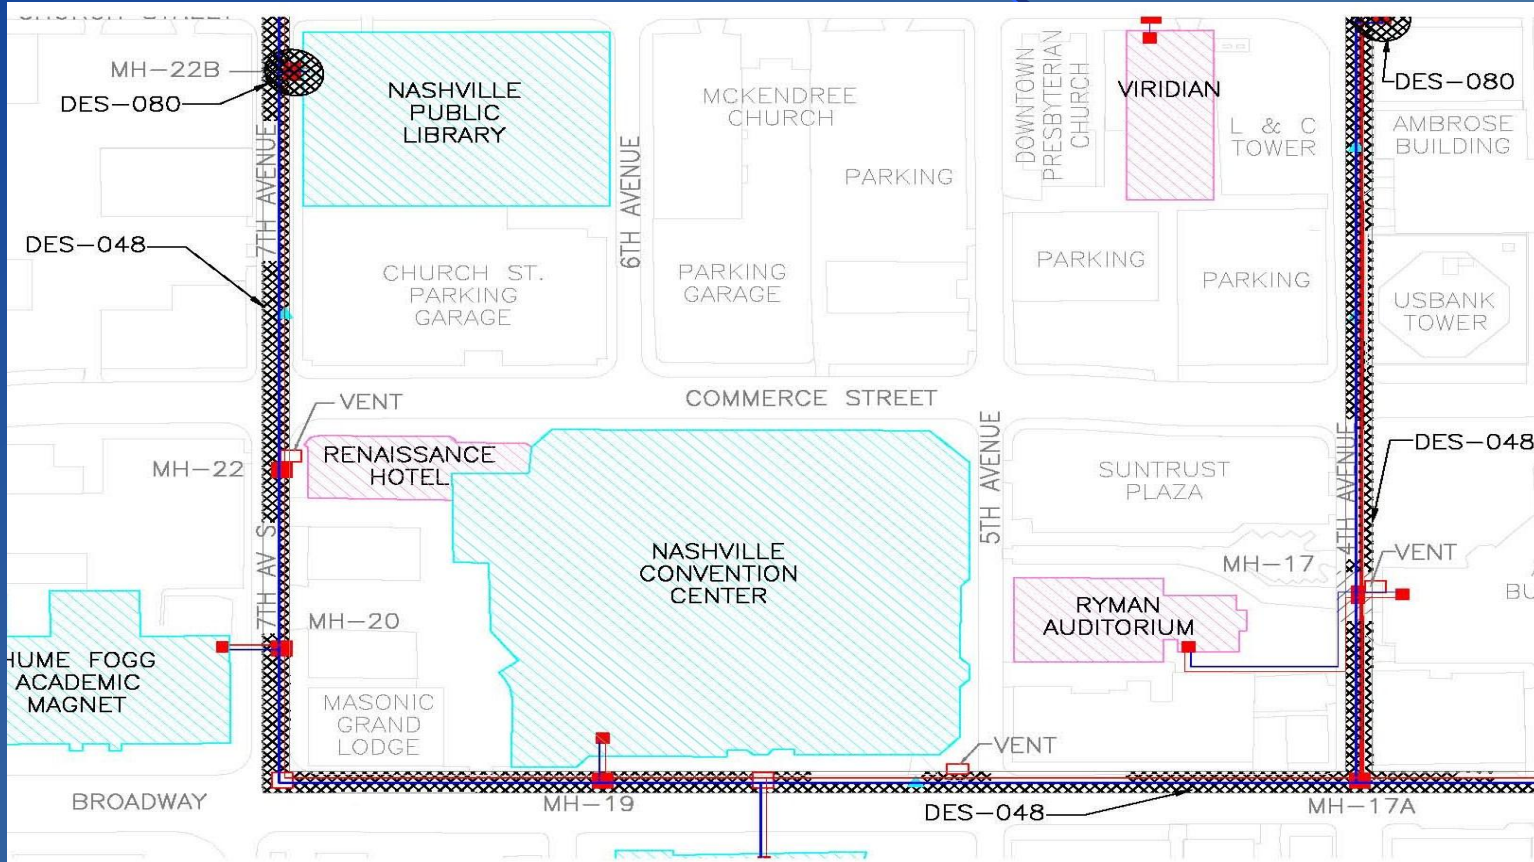 CHURCH STREET
MH-22B
DES-080
7TH AVENUE
NASHVILLE
PUBLIC
LIBRARY
6TH AVENUE
MCKENDREE
CHURCH
PARKING
DOWNTOWN
PRESBYTERIAN
CHURCH
VIRIDIAN
L & C
TOWER
DES-080
AMBROSE
BUILDING
DES-048
CHURCH ST.
PARKING
GARAGE
PARKING
GARAGE
PARKING
PARKING
USBANK
TOWER
VENT
COMMERCE STREET
MH-22
RENAISSANCE
HOTEL
5TH AVENUE
SUNTRUST
PLAZA
4TH AVENUE
DES-048
7TH AV S
NASHVILLE
CONVENTION
CENTER
MH-17
VENT
BU
MH-20
RYMAN
AUDITORIUM
HUME FOGG
ACADEMIC
MAGNET
MASONIC
GRAND
LODGE
VENT
BROADWAY
MH-19
DES-048
MH-17A